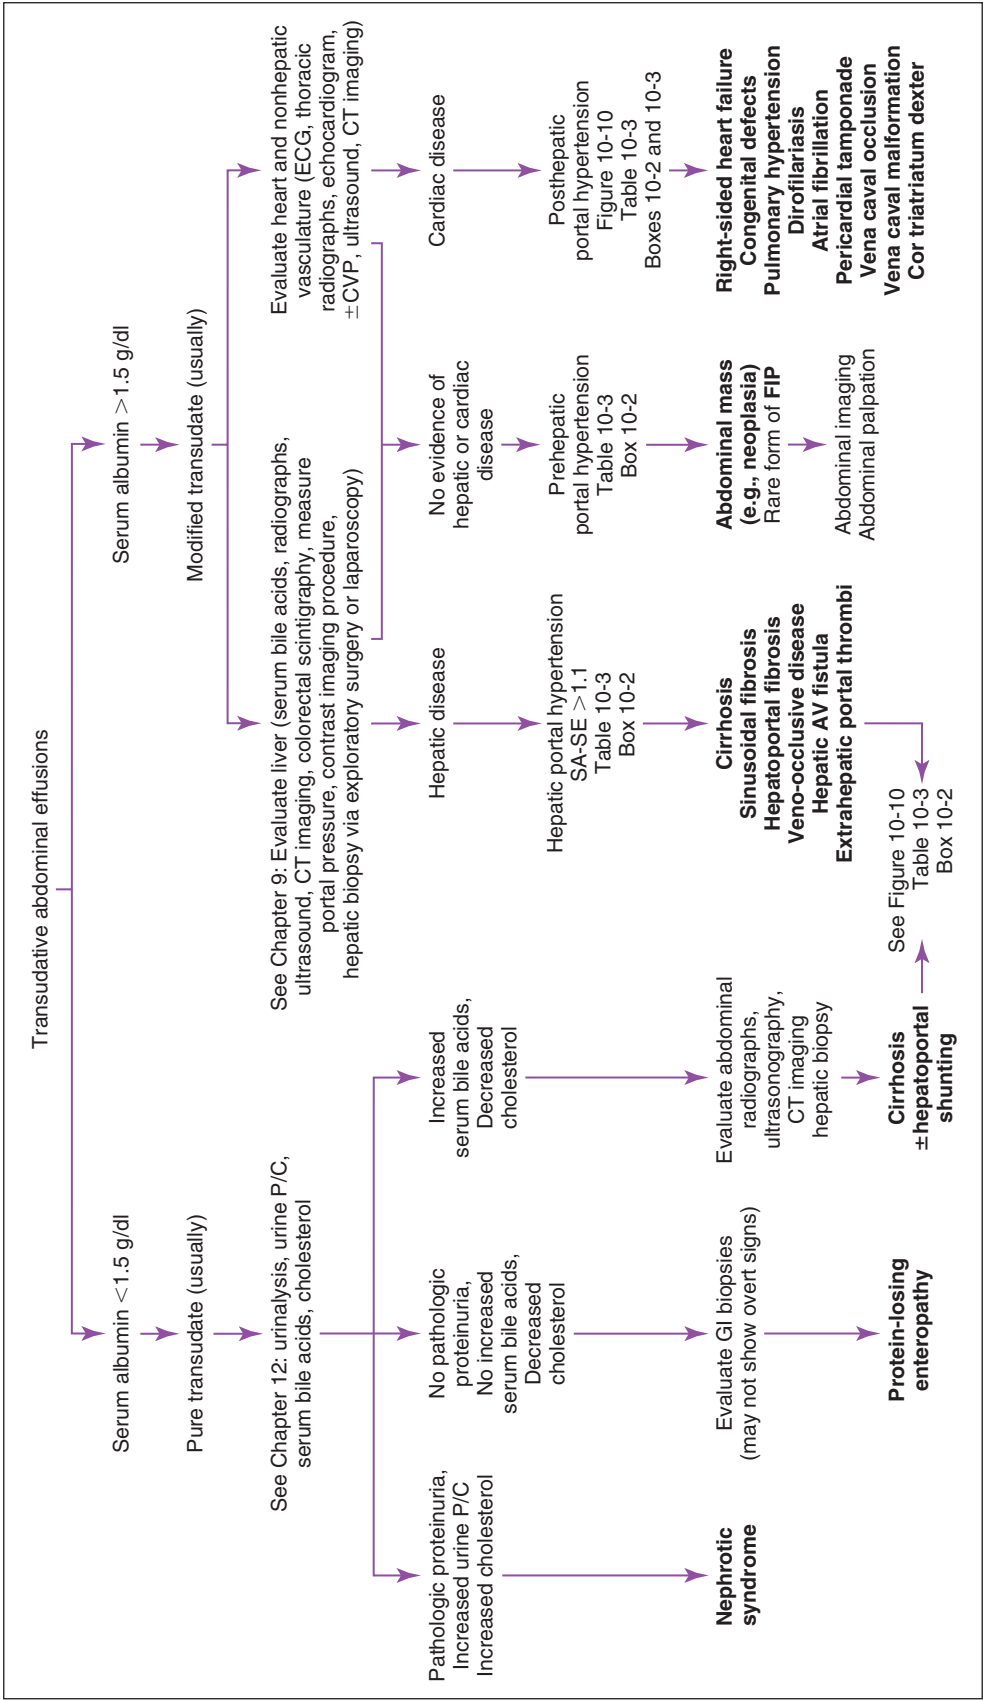 Transudative abdominal effusions
Serum albumin <1.5 g/dl
Pure transudate (usually)
See Chapter 12: urinalysis, urine P/C,
serum bile acids, cholesterol
Pathologic proteinuria,
Increased urine P/C
Increased cholesterol
Nephrotic
syndrome
No pathologic
proteinuria,
No increased
serum bile acids,
Decreased
cholesterol
Evaluate GI biopsies
(may not show overt signs)
Protein-losing
enteropathy
Increased
serum bile acids,
Decreased
cholesterol
Evaluate abdominal
radiographs,
ultrasonography,
CT imaging
hepatic biopsy
Cirrhosis
±hepatoportal
shunting
See Figure 10-10
Table 10-3
Box 10-2
Serum albumin >1.5 g/dl
Modified transudate (usually)
See Chapter 9: Evaluate liver (serum bile acids, radiographs,
ultrasound, CT imaging, colorectal scintigraphy, measure
portal pressure, contrast imaging procedure,
hepatic biopsy via exploratory surgery or laparoscopy)
Hepatic disease
Hepatic portal hypertension
SA-SE >1.1
Table 10-3
Box 10-2
Cirrhosis
Sinusoidal fibrosis
Hepatoportal fibrosis
Veno-occlusive disease
Hepatic AV fistula
Extrahepatic portal thrombi
No evidence of
hepatic or cardiac
disease
Prehepatic
portal hypertension
Table 10-3
Box 10-2
Abdominal mass
(e.g., neoplasia)
Rare form of FIP
Abdominal imaging
Abdominal palpation
Evaluate heart and nonhepatic
vasculature (ECG, thoracic
radiographs, echocardiogram,
±CVP, ultrasound, CT imaging)
Cardiac disease
Posthepatic
portal hypertension
Figure 10-10
Table 10-3
Boxes 10-2 and 10-3
Right-sided heart failure
Congenital defects
Pulmonary hypertension
Dirofilariasis
Atrial fibrillation
Pericardial tamponade
Vena caval occlusion
Vena caval malformation
Cor triatriatum dexter